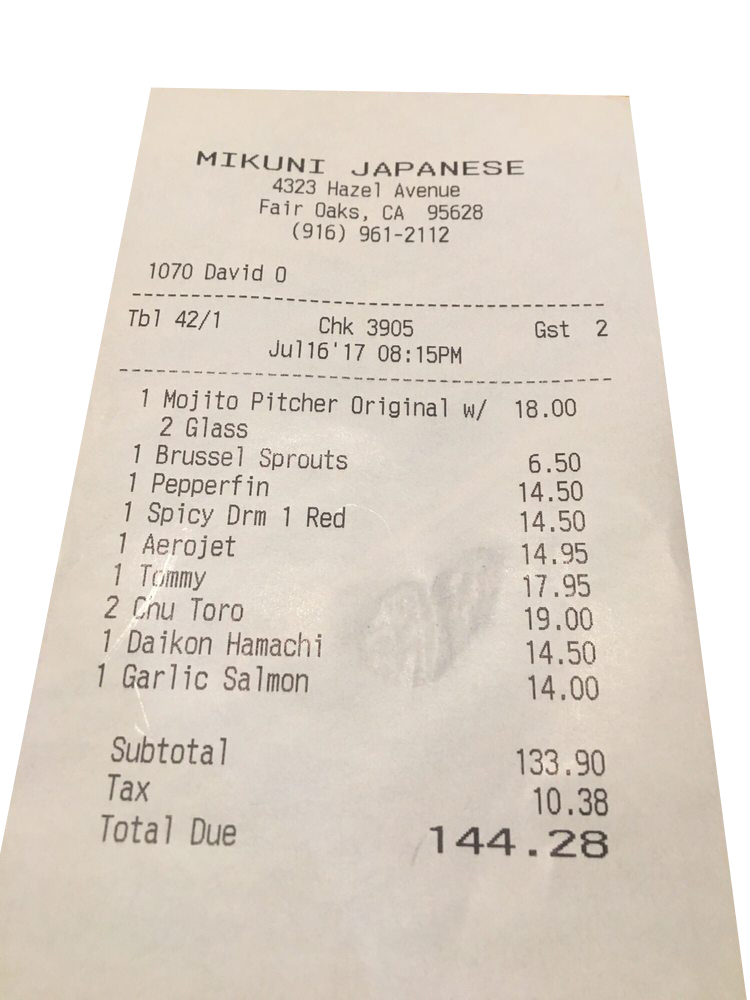 MIKUNI JAPANESE
4323 Hazel Avenue
Fair Oaks, CA 95628
(916) 961-2112
1070 David O
Tbl 42/1 Chk 3905 Gst 2
Jul16'17 08:15PM
1 Mojito Pitcher Original w/ 18.00
2 Glass
1 Brussel Sprouts 6.50
1 Pepperfin 14.50
1 Spicy Drm 1 Red 14.50
1 Aerojet 14.95
1 Tommy 17.95
2 Chu Toro 19.00
1 Daikon Hamachi 14.50
1 Garlic Salmon 14.00
Subtotal 133.90
Tax 10.38
Total Due 144.28